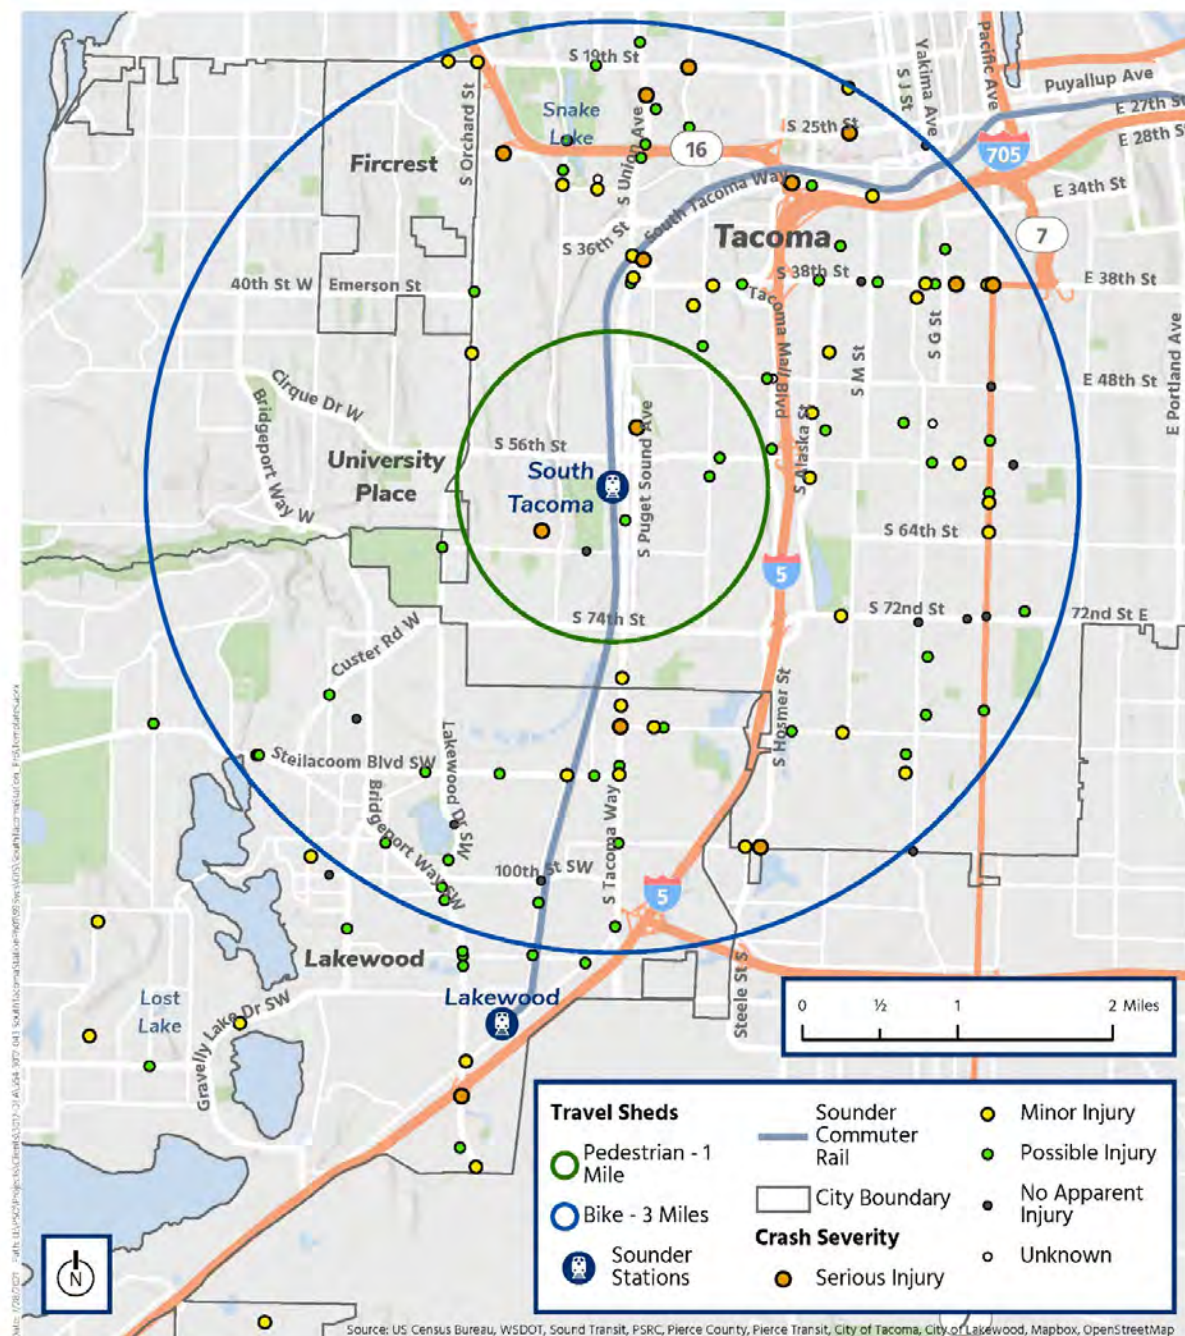 S 19th St
Pacific Ave
Yakima Ave
S J St
Puyallup Ave
E 27th St
E 28th St
Snake
Lake
S Union Ave
S 25th St
16
705
S Orchard St
Fircrest
South Tacoma Way
E 34th St
S 36th St
Tacoma
7
40th St W
Emerson St
S 38th St
E 38th St
Tacoma Mall Blvd
S M St
S G St
E Portland Ave
E 48th St
Cirque Dr W
Bridgeport Way W
S Puget Sound Ave
S Alaska St
S 56th St
University
Place
South
Tacoma
S 64th St
5
S 74th St
S 72nd St
72nd St E
Custer Rd W
S Hosmer St
Steilacoom Blvd SW
Lakewood Dr SW
Bridgeport Way SW
S Tacoma Way
100th St SW
5
Lakewood
Lakewood
Steele St S
Lost
Lake
Gravelly Lake Dr SW
0 ½ 1 2 Miles
Travel Sheds
Pedestrian - 1
Mile
Bike - 3 Miles
Sounder
Stations
Sounder
Commuter
Rail
City Boundary
Crash Severity
Serious Injury
Minor Injury
Possible Injury
No Apparent
Injury
Unknown
N
Source: US Census Bureau, WSDOT, Sound Transit, PSRC, Pierce County, Pierce Transit, City of Tacoma, City of Lakewood, Mapbox, OpenStreetMap